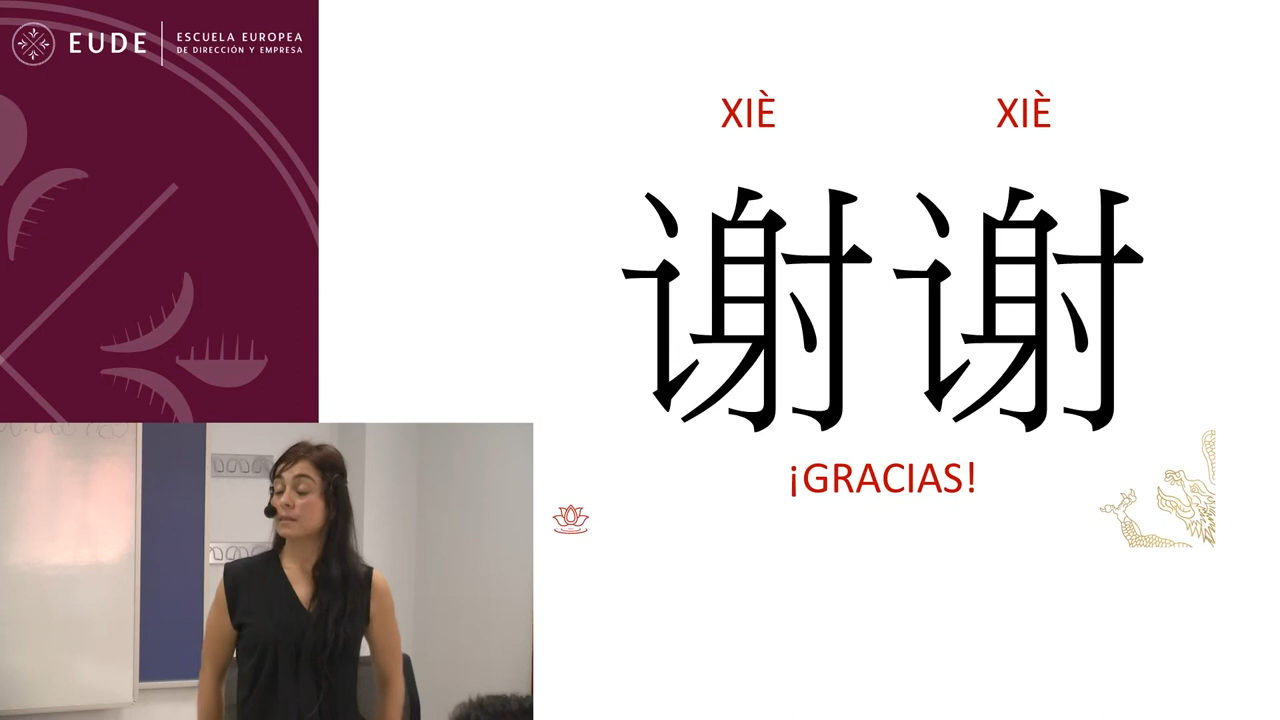 EUDE
ESCUELA EUROPEA
DE DIRECCIÓN Y EMPRESA
XIÈ XIÈ
谢谢
¡GRACIAS!